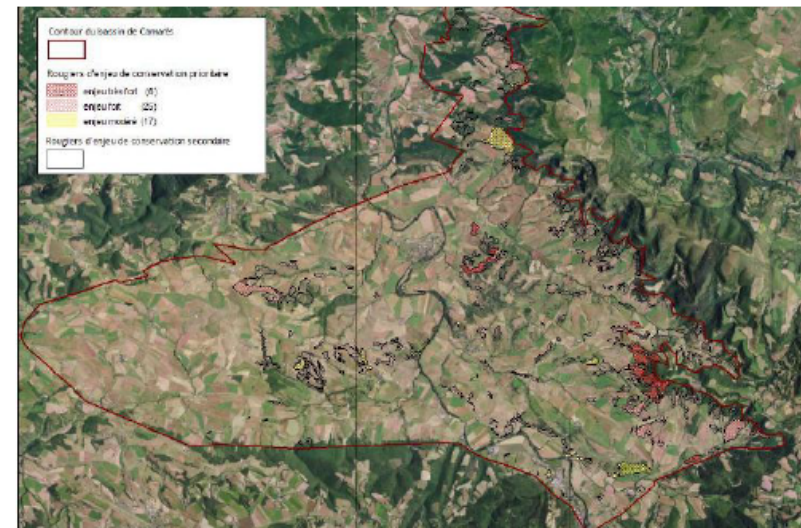 Contour du bassin de Camarès
Rougiers d'enjeu de conservation prioritaire
enjeu très fort (6)
enjeu fort (25)
enjeu modéré (17)
Rougiers d'enjeu de conservation secondaire